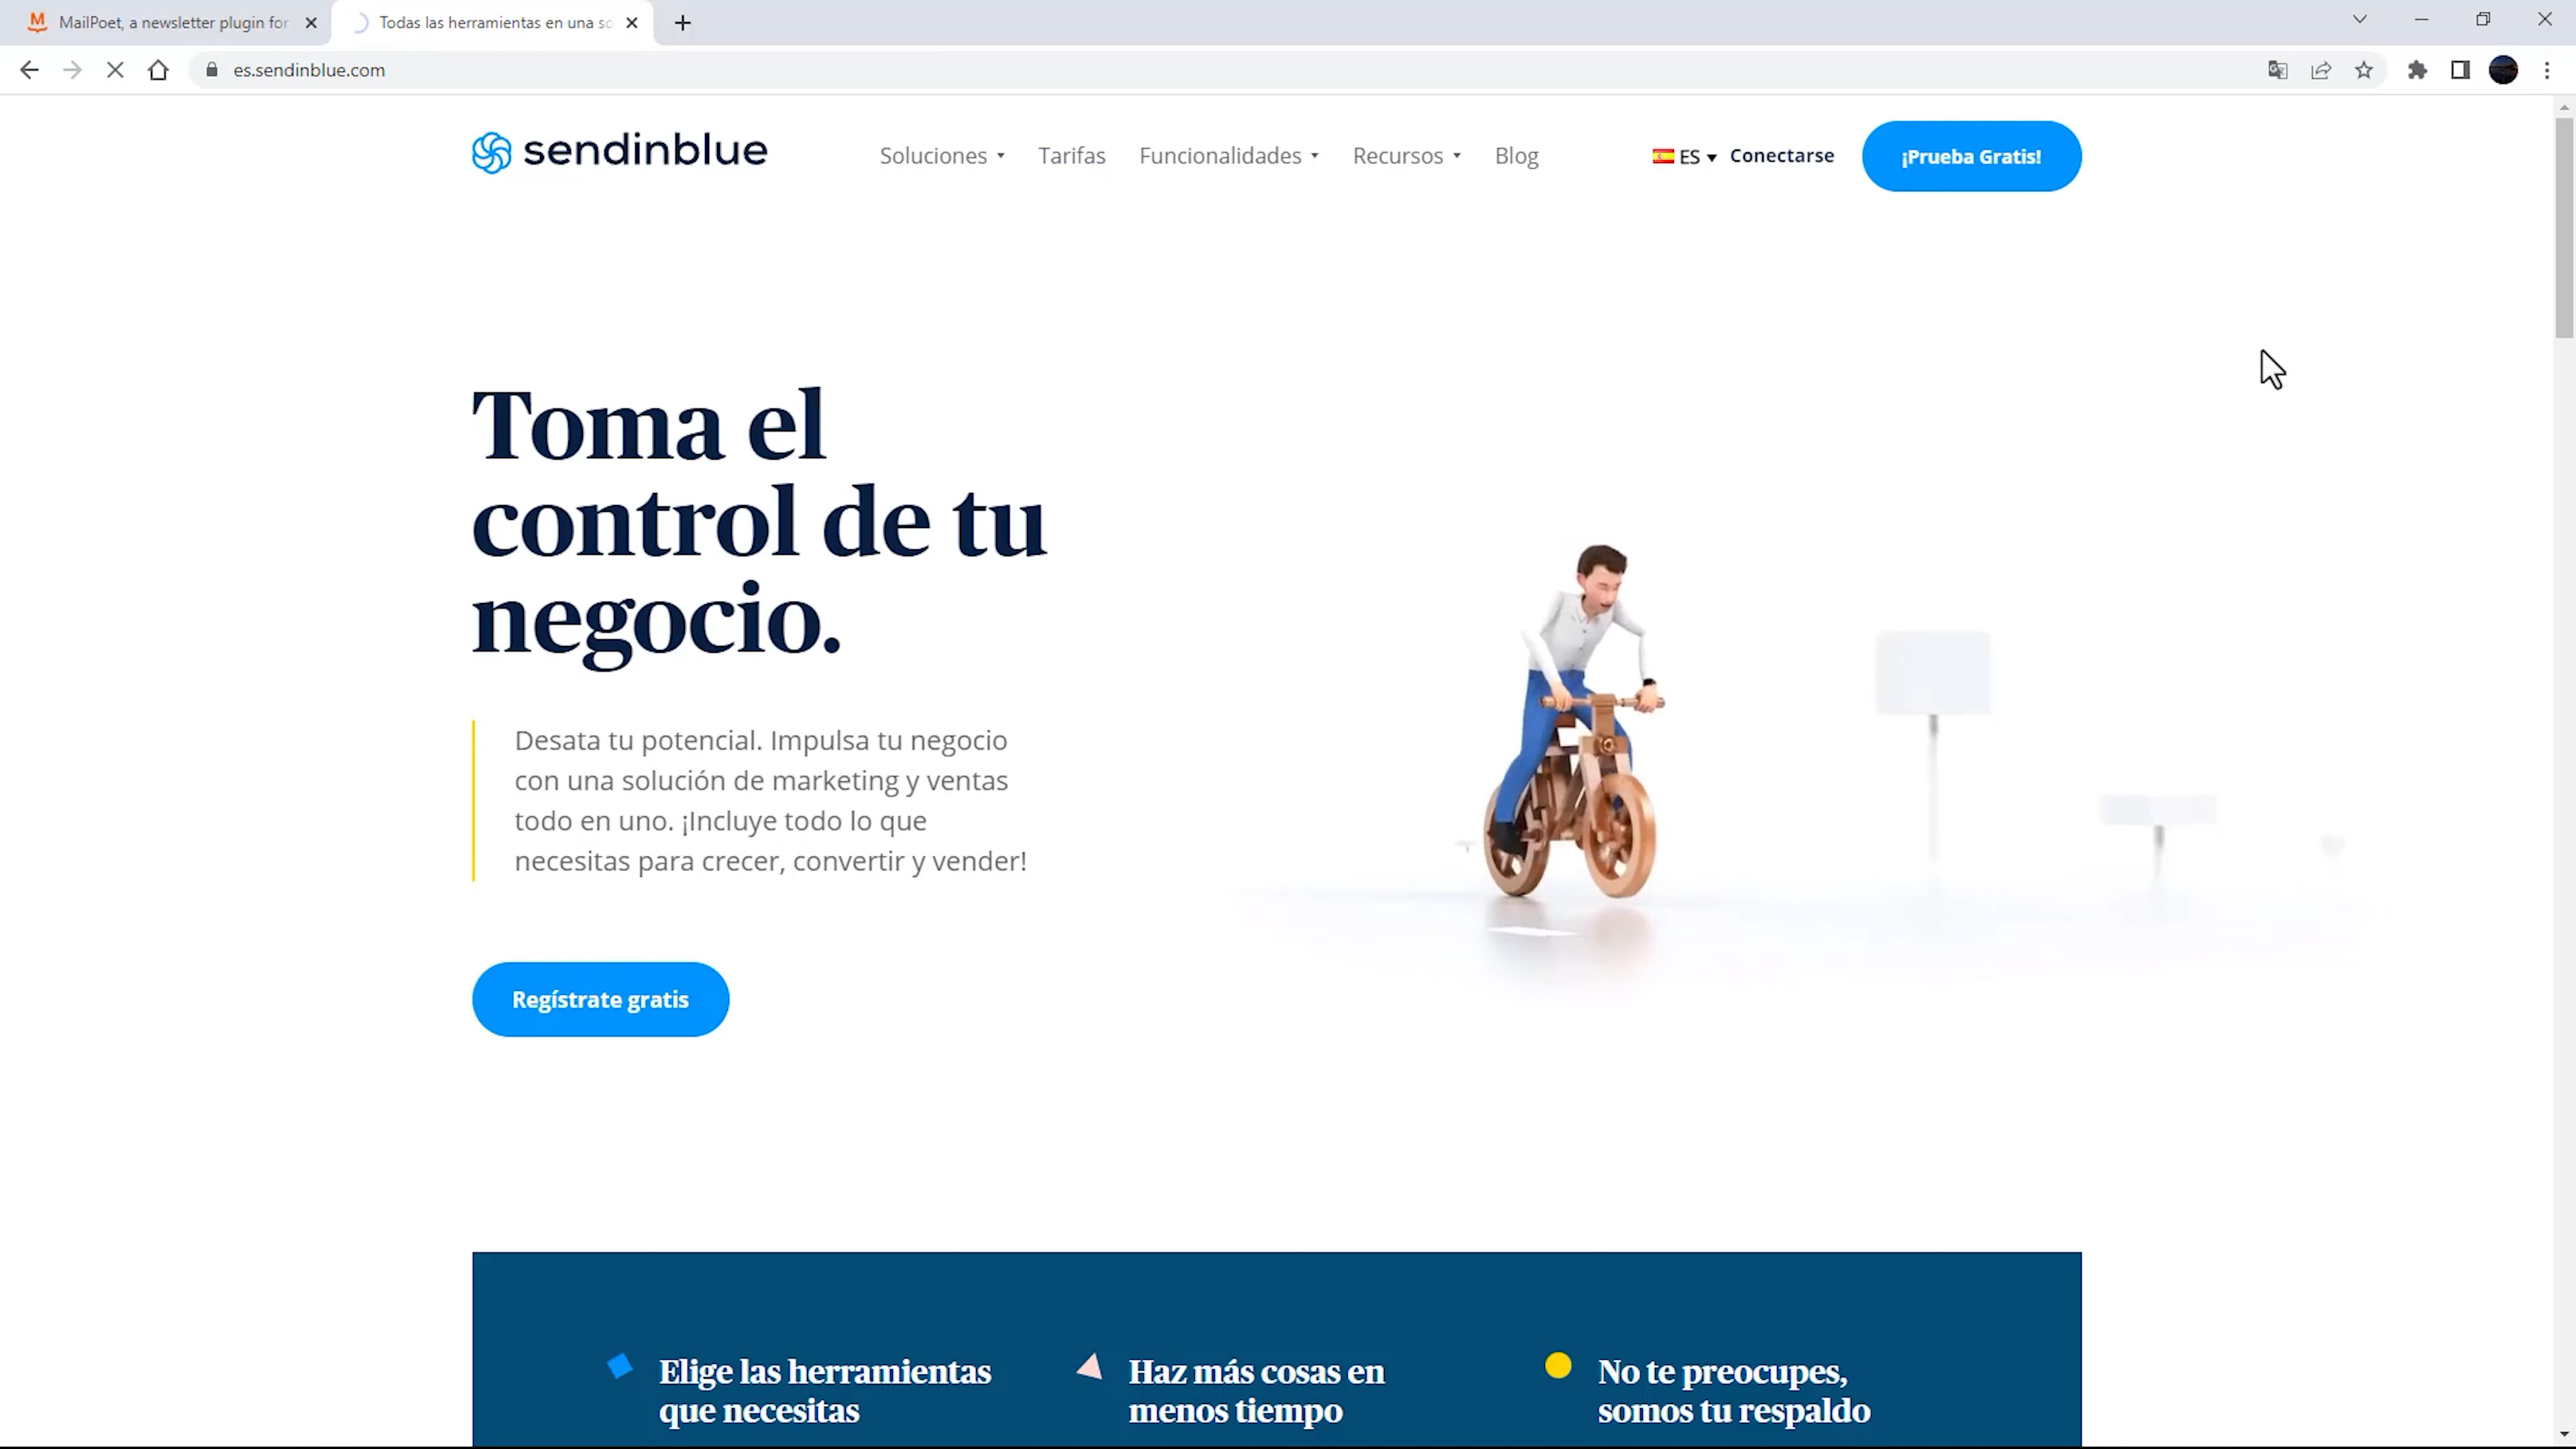 MailPoet, a newsletter plugin for
Todas las herramientas en una so
es.sendinblue.com
sendinblue
Soluciones
Tarifas
Funcionalidades
Recursos
Blog
ES
Conectarse
¡Prueba Gratis!
Toma el
control de tu
negocio.
Desata tu potencial. Impulsa tu negocio
con una solución de marketing y ventas
todo en uno. ¡Incluye todo lo que
necesitas para crecer, convertir y vender!
Regístrate gratis
Elige las herramientas
que necesitas
Haz más cosas en
menos tiempo
No te preocupes,
somos tu respaldo